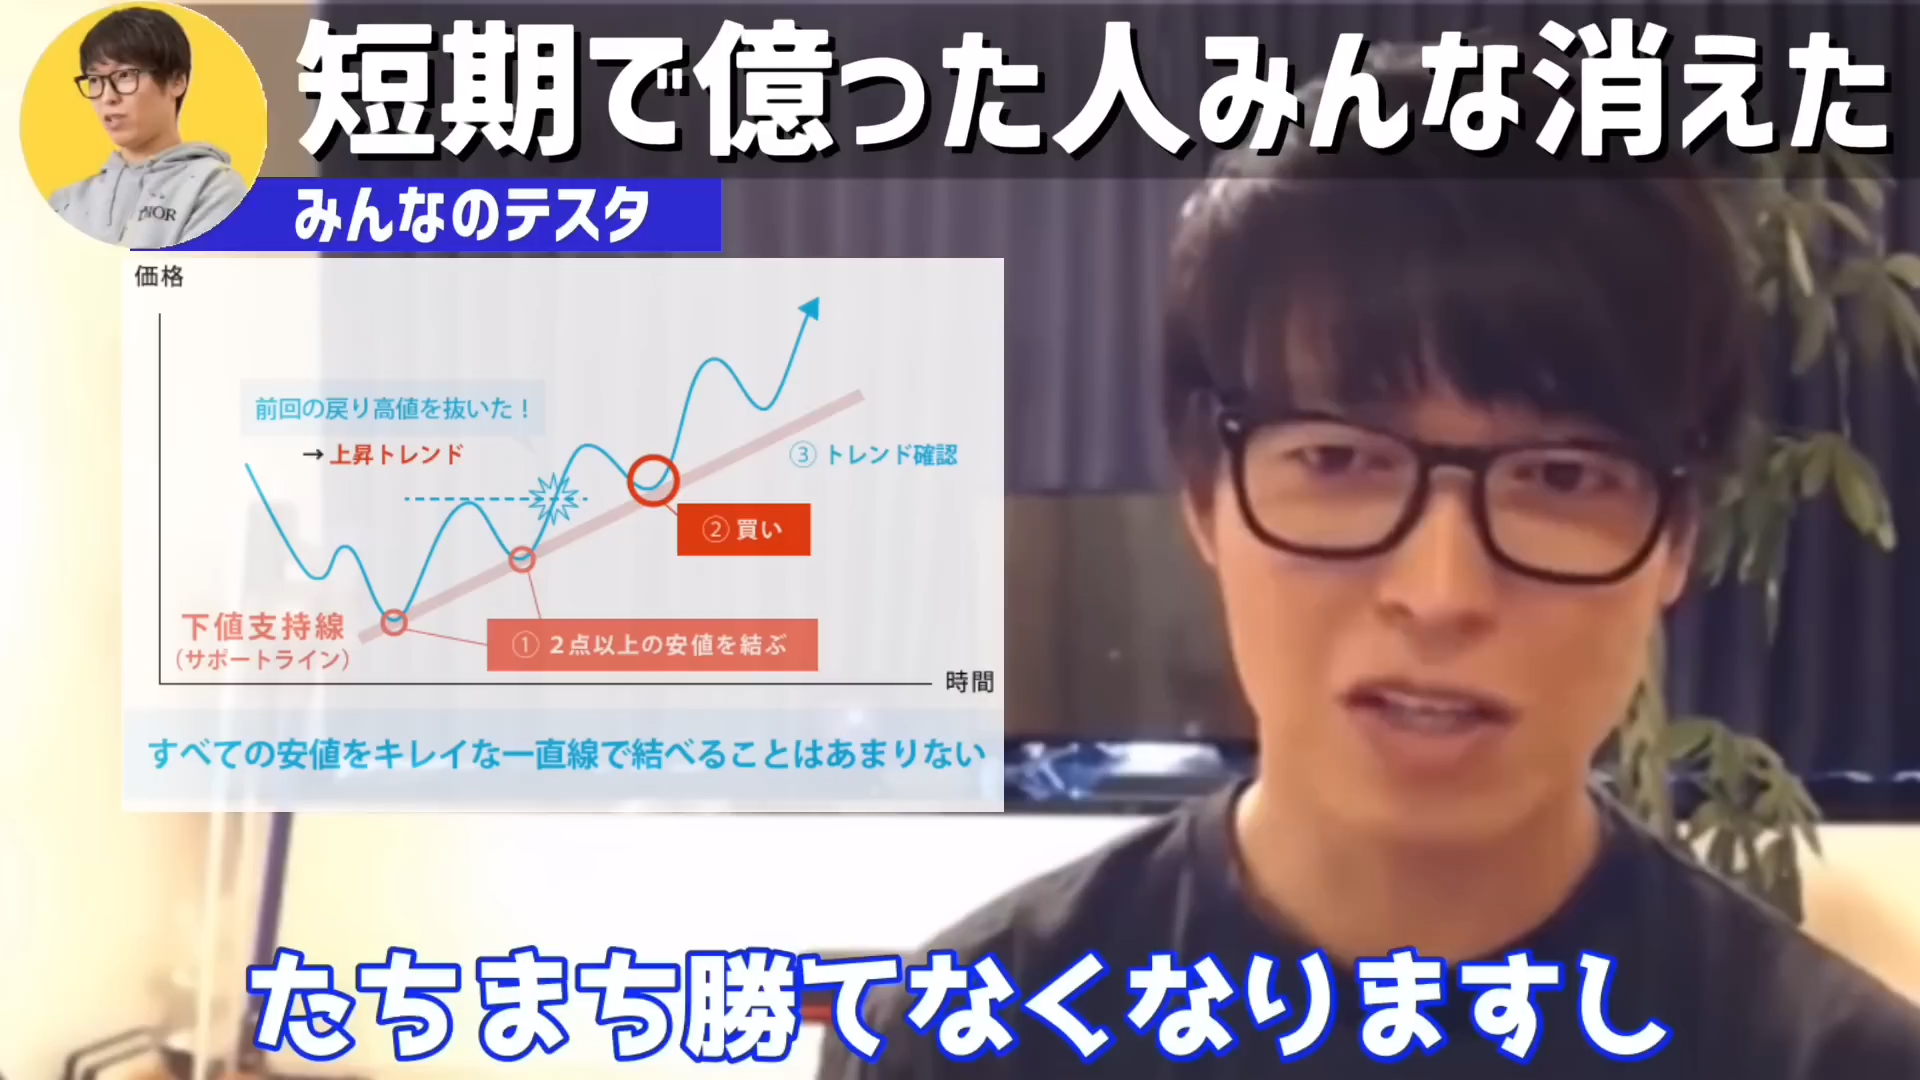 短期で億った人みんな消えた
みんなのテスタ
価格
前回の戻り高値を抜いた！
→上昇トレンド
③ トレンド確認
② 買い
下値支持線
（サポートライン）
① 2点以上の安値を結ぶ
時間
すべての安値をキレイな一直線で結べることはあまりない
たちまち勝てなくなりますし